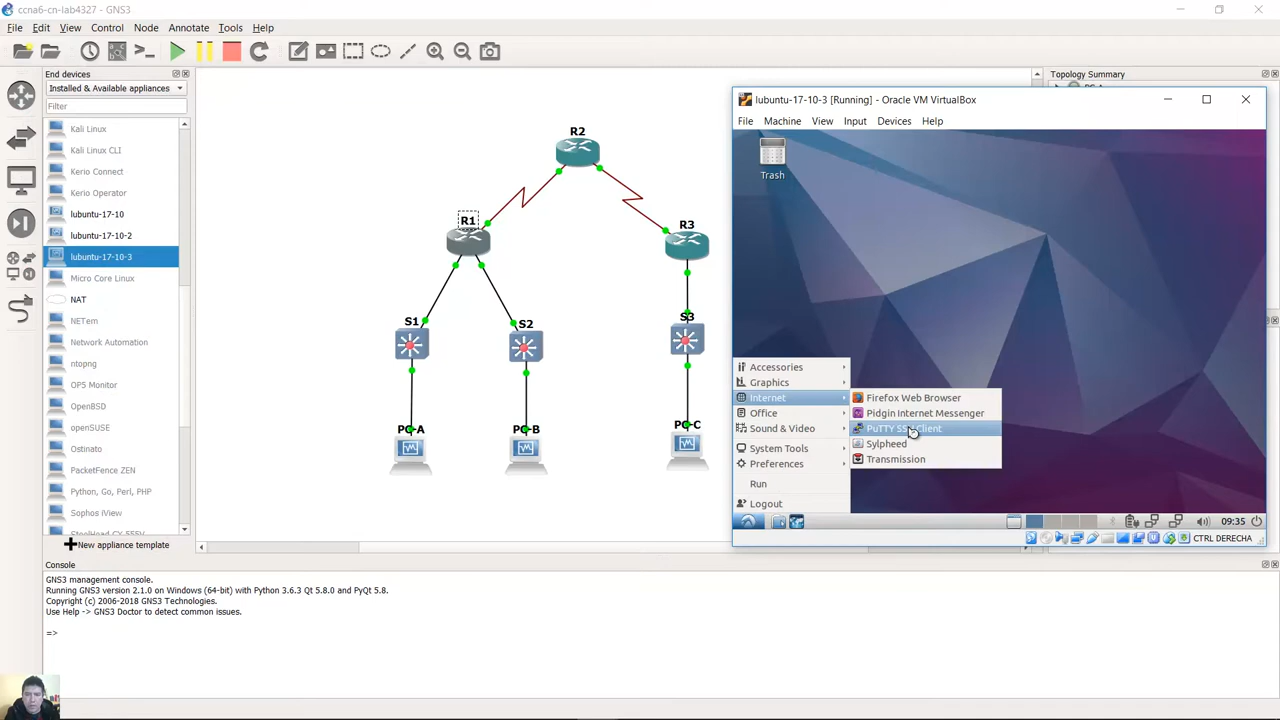 ccna6-cn-lab4327 - GNS3
File Edit View Control Node Annotate Tools Help
End devices
Installed & Available appliances
Filter
Kali Linux
Kali Linux CLI
Kerio Connect
Kerio Operator
lubuntu-17-10
lubuntu-17-10-2
lubuntu-17-10-3
Micro Core Linux
NAT
NETem
Network Automation
ntopng
OP5 Monitor
OpenBSD
openSUSE
Ostinato
PacketFence ZEN
Python, Go, Perl, PHP
Sophos iView
New appliance template
R2
R1
R3
S1
S2
S3
PC-A
PC-B
PC-C
Topology Summary
lubuntu-17-10-3 [Running] - Oracle VM VirtualBox
File Machine View Input Devices Help
Trash
Accessories
Graphics
Internet
Office
Sound & Video
System Tools
Preferences
Run
Logout
Firefox Web Browser
Pidgin Internet Messenger
PuTTY SSH Client
Sylpheed
Transmission
09:35
CTRL DERECHA
Console
GNS3 management console.
Running GNS3 version 2.1.0 on Windows (64-bit) with Python 3.6.3 Qt 5.8.0 and PyQt 5.8.
Copyright (c) 2006-2018 GNS3 Technologies.
Use Help -> GNS3 Doctor to detect common issues.
=>